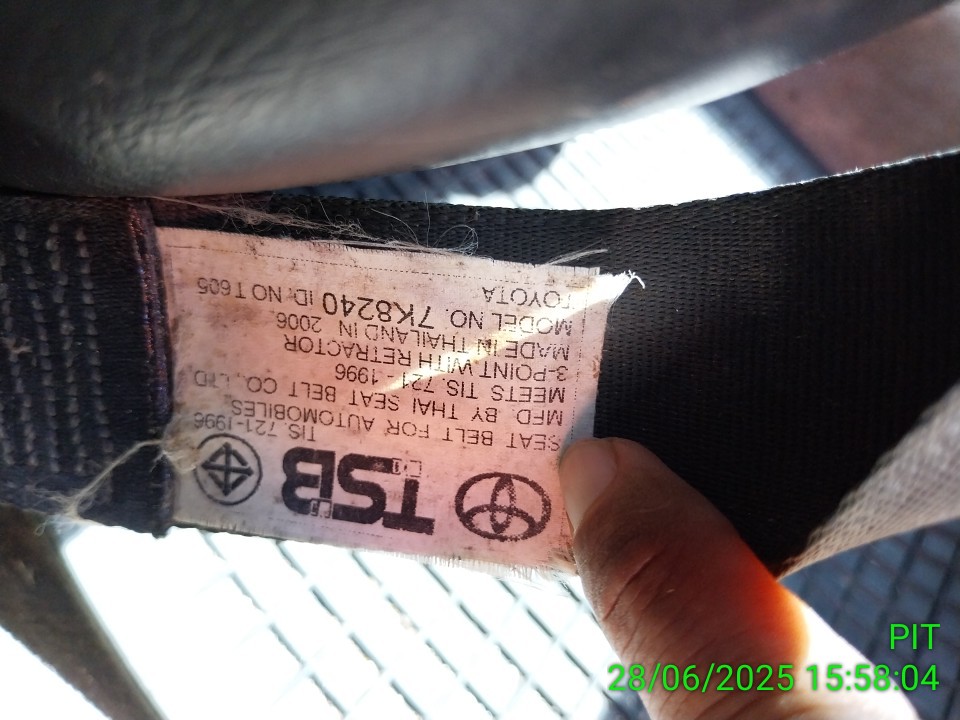 TSB
TIS. 721-1996
SEAT BELT FOR AUTOMOBILES
MFD. BY THAI SEAT BELT CO., LTD.
MEETS TIS. 721 - 1996
3-POINT WITH RETRACTOR
MADE IN THAILAND IN 2006
MODEL NO. 7K8240 ID. NO T605
TOYOTA
PIT
28/06/2025 15:58:04